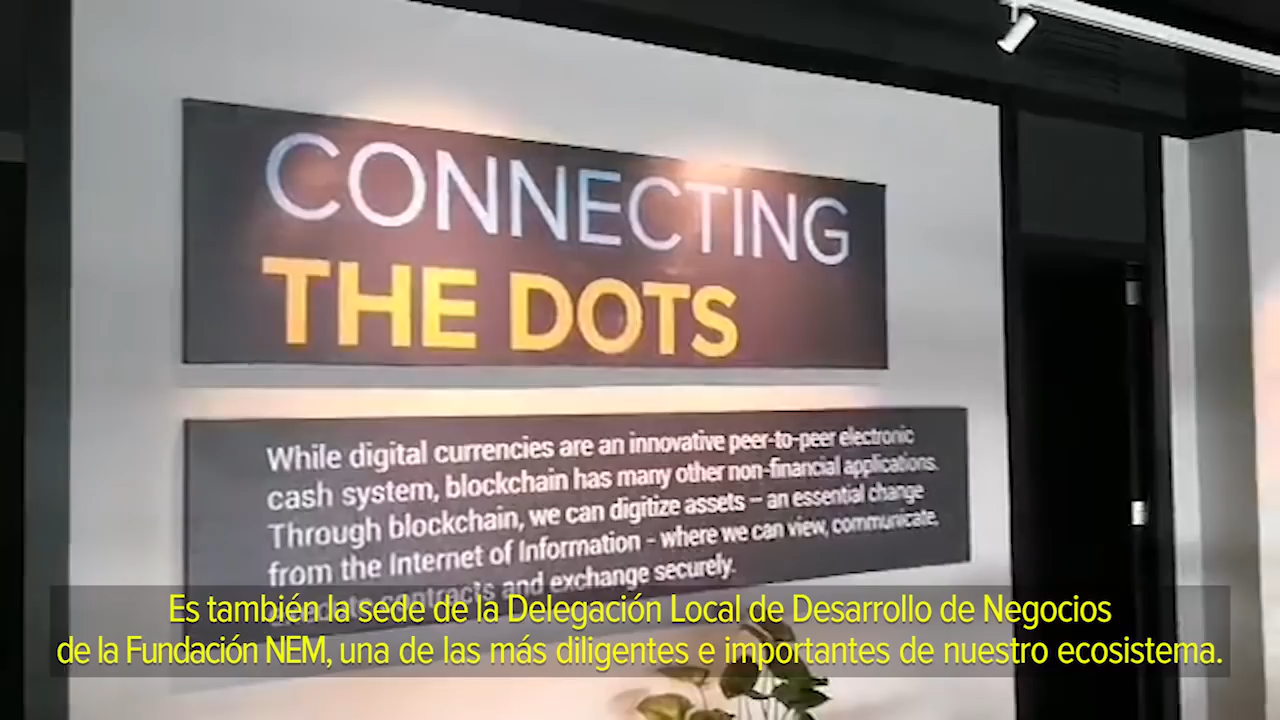 CONNECTING
THE DOTS
While digital currencies are an innovative peer-to-peer electronic
cash system, blockchain has many other non-financial applications.
Through blockchain, we can digitize assets – an essential change
from the Internet of Information - where we can view, communicate,
contracts and exchange securely.
Es también la sede de la Delegación Local de Desarrollo de Negocios
de la Fundación NEM, una de las más diligentes e importantes de nuestro ecosistema.